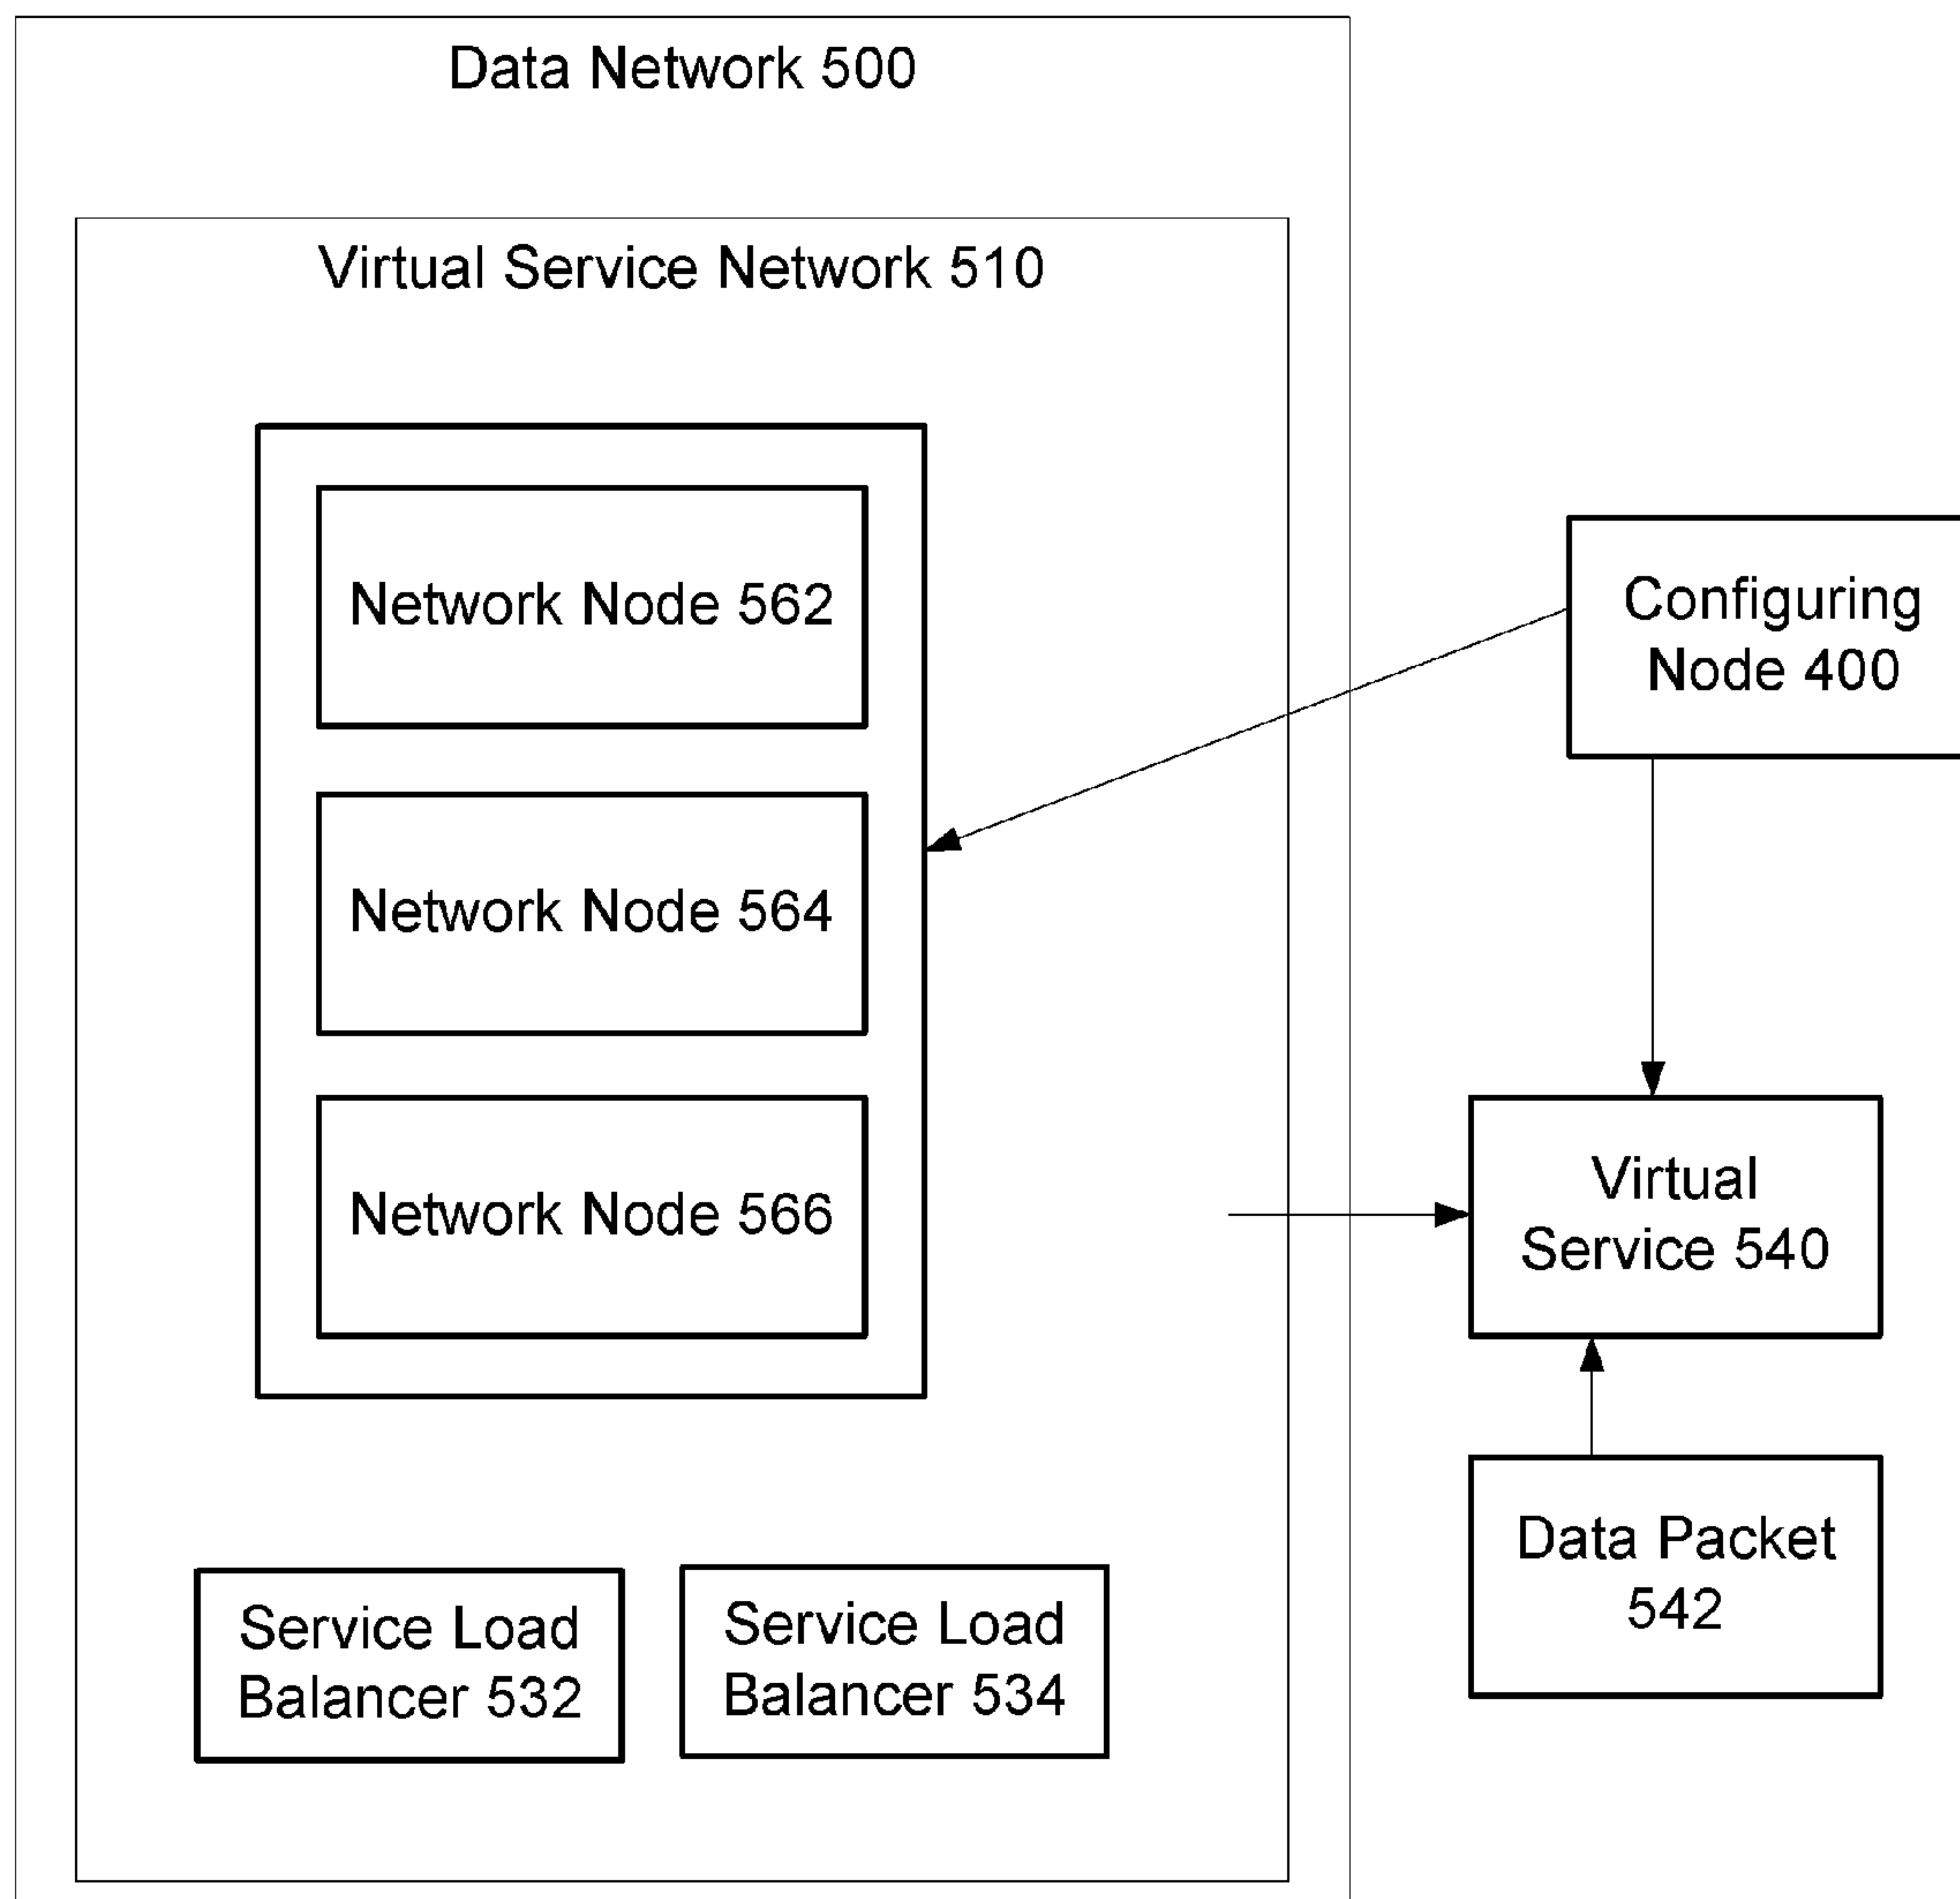 Data Network 500
Virtual Service Network 510
Network Node 562
Configuring
Node 400
Network Node 564
Network Node 566
Virtual
Service 540
Service Load
Balancer 532
Service Load
Balancer 534
Data Packet
542